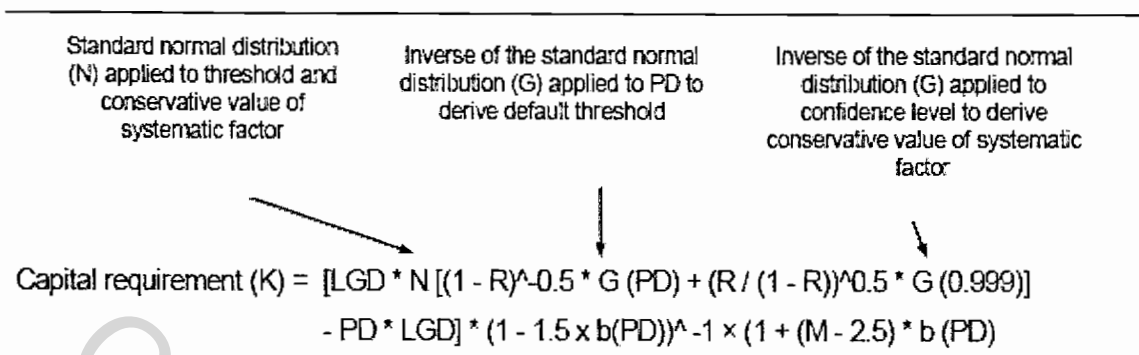 Standard normal distribution
(N) applied to threshold and
conservative value of
systematic factor
Inverse of the standard normal
distribution (G) applied to PD to
derive default threshold
Inverse of the standard normal
distribution (G) applied to
confidence level to derive
conservative value of systematic
factor
Capital requirement (K) = [LGD * N [(1 - R)^-0.5 * G (PD) + (R / (1 - R))^0.5 * G (0.999)]
- PD * LGD] * (1 - 1.5 x b(PD))^ -1 × (1 + (M - 2.5) * b (PD)